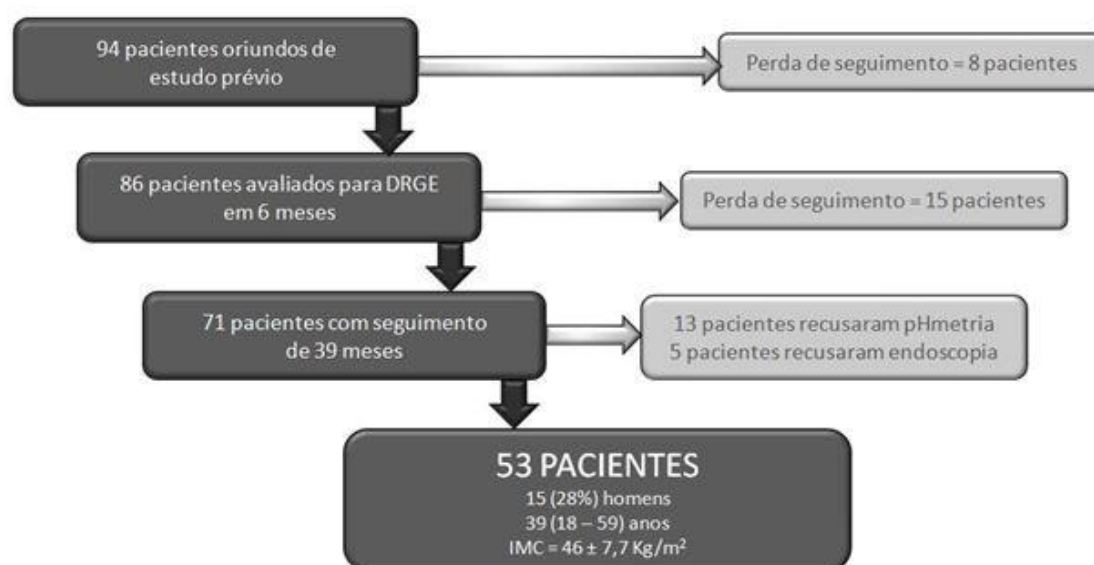 94 pacientes oriundos de
estudo prévio
Perda de seguimento = 8 pacientes
86 pacientes avaliados para DRGE
em 6 meses
Perda de seguimento = 15 pacientes
71 pacientes com seguimento
de 39 meses
13 pacientes recusaram pHmetria
5 pacientes recusaram endoscopia
53 PACIENTES
15 (28%) homens
39 (18 – 59) anos
IMC = 46 ± 7,7 Kg/m²